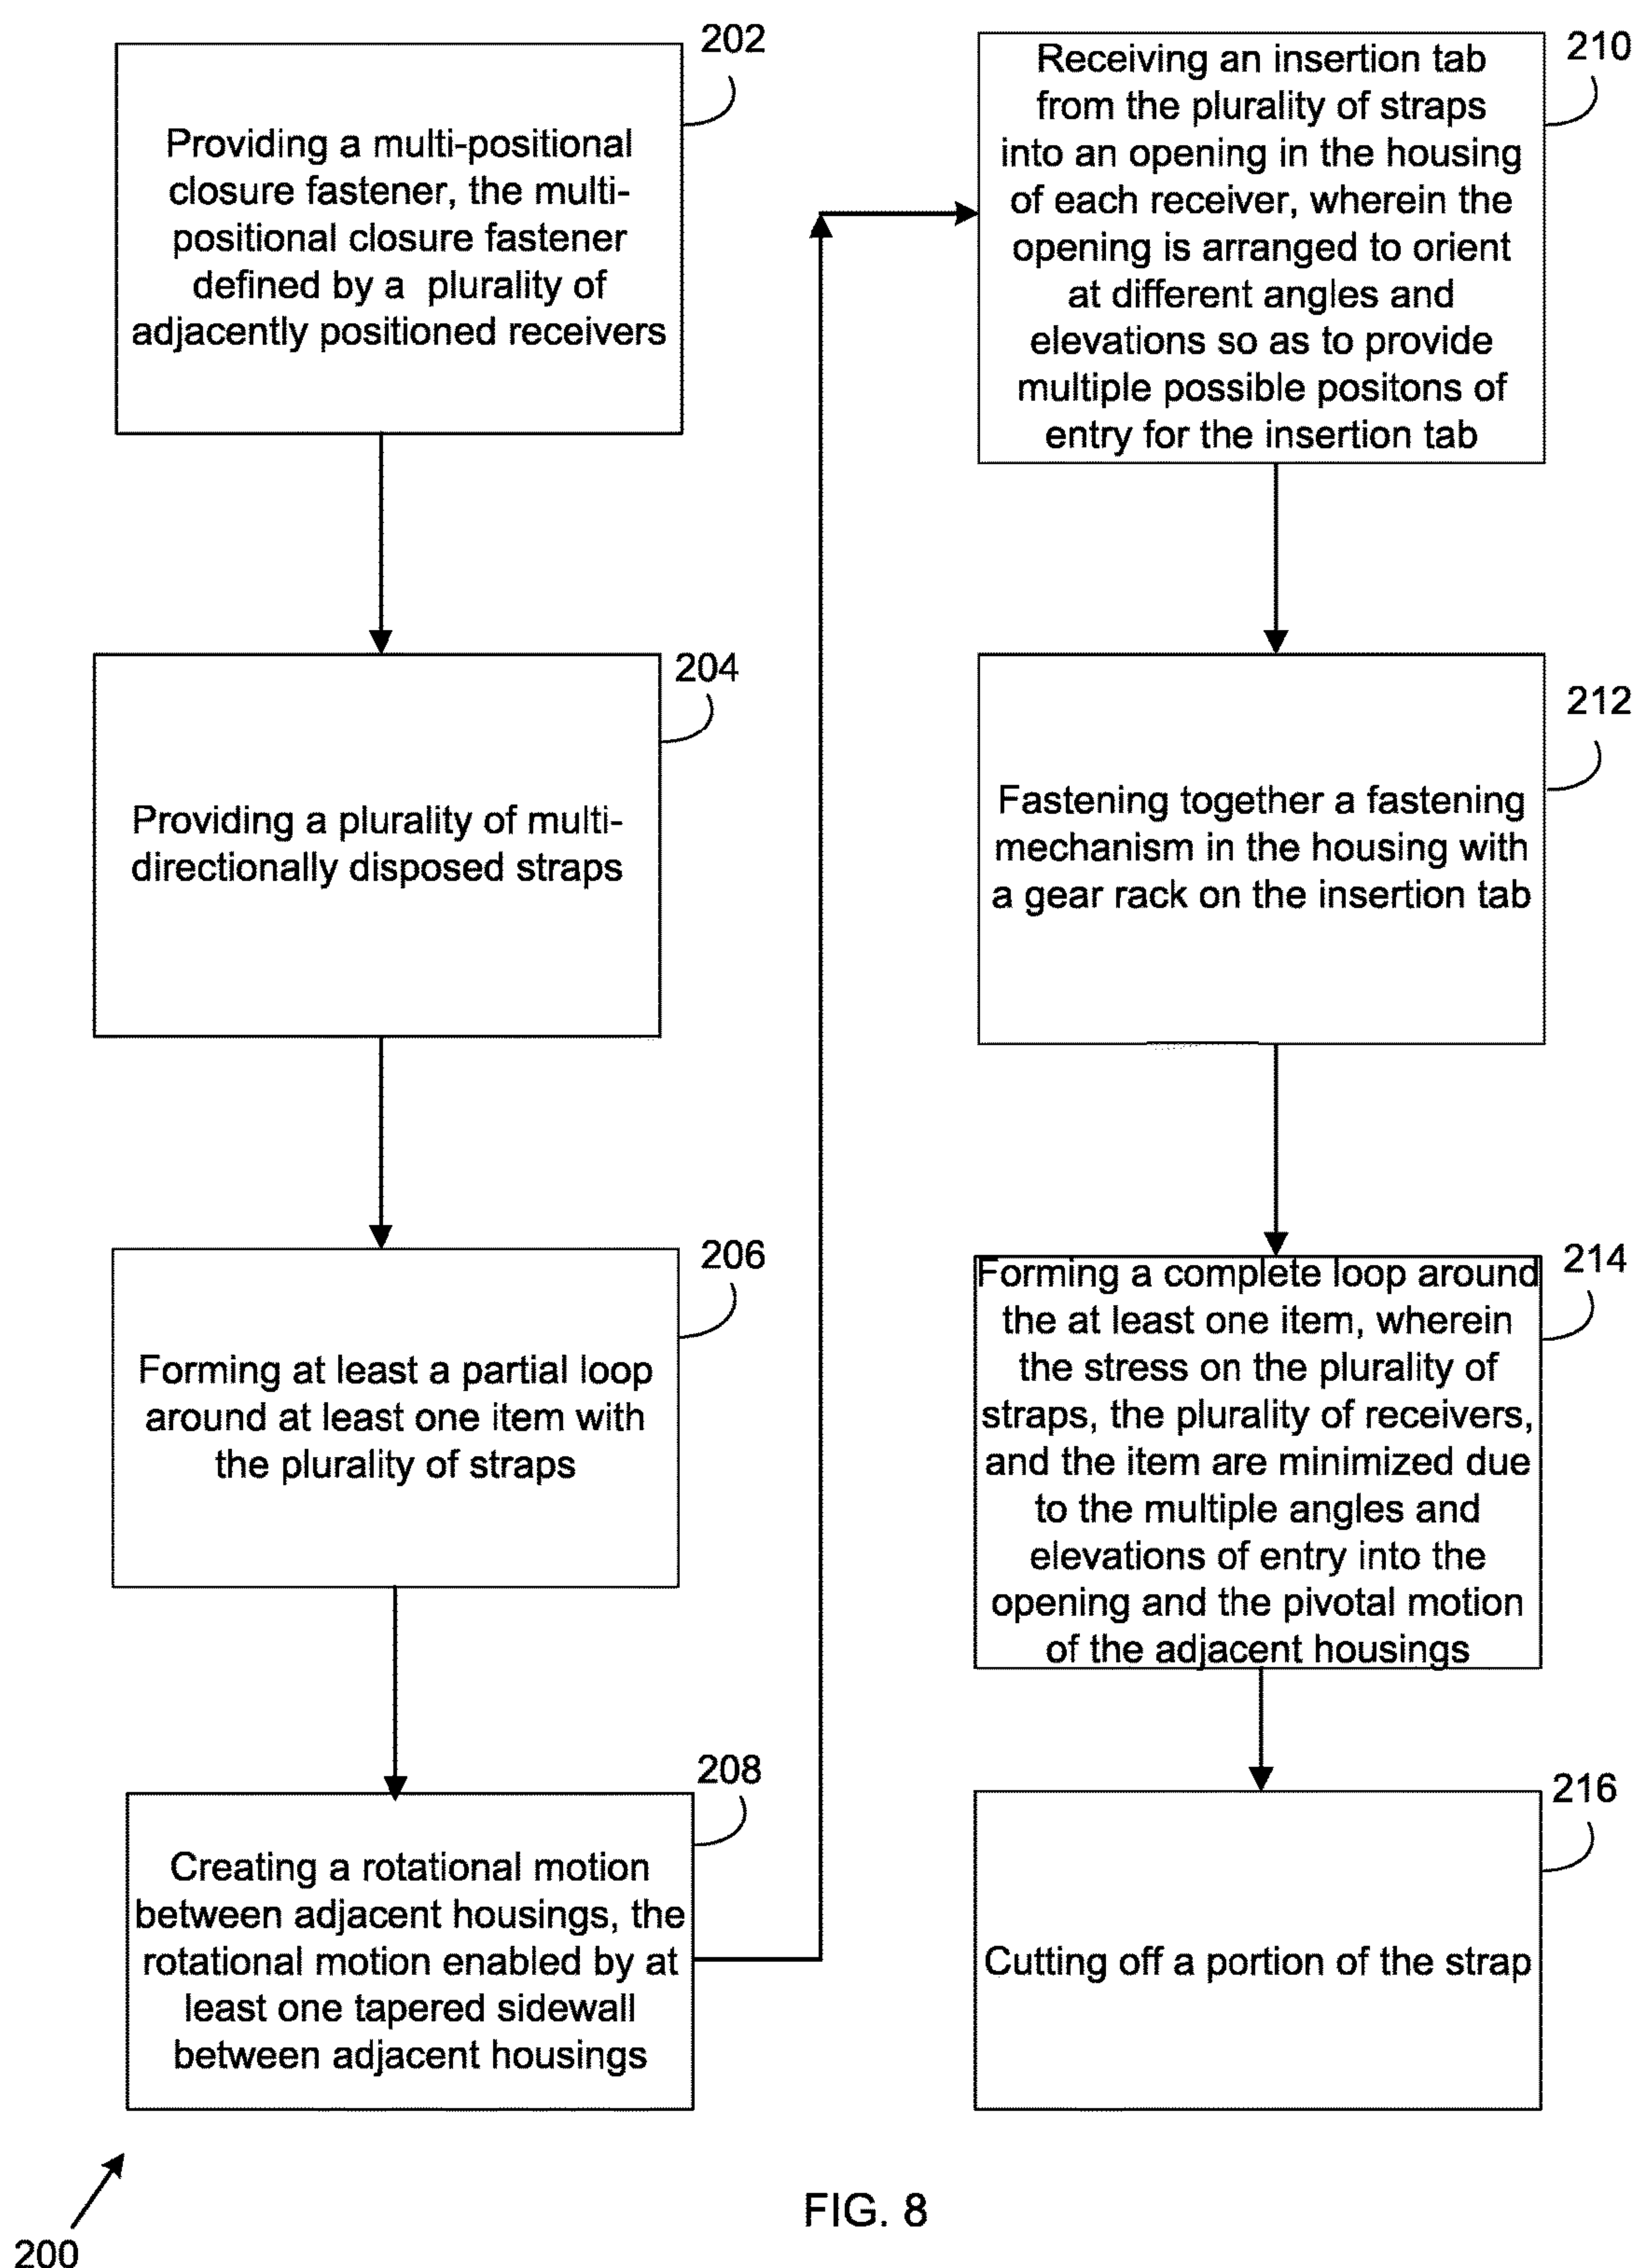 202
Providing a multi-positional
closure fastener, the multi-
positional closure fastener
defined by a plurality of
adjacently positioned receivers
204
Providing a plurality of multi-
directionally disposed straps
206
Forming at least a partial loop
around at least one item with
the plurality of straps
208
Creating a rotational motion
between adjacent housings, the
rotational motion enabled by at
least one tapered sidewall
between adjacent housings
210
Receiving an insertion tab
from the plurality of straps
into an opening in the housing
of each receiver, wherein the
opening is arranged to orient
at different angles and
elevations so as to provide
multiple possible positons of
entry for the insertion tab
212
Fastening together a fastening
mechanism in the housing with
a gear rack on the insertion tab
214
Forming a complete loop around
the at least one item, wherein
the stress on the plurality of
straps, the plurality of receivers,
and the item are minimized due
to the multiple angles and
elevations of entry into the
opening and the pivotal motion
of the adjacent housings
216
Cutting off a portion of the strap
200
FIG. 8